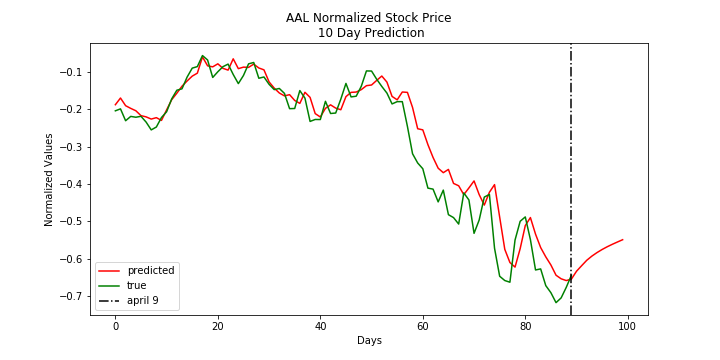 AAL Normalized Stock Price
10 Day Prediction
Normalized Values
−0.1
−0.2
−0.3
−0.4
−0.5
−0.6
−0.7
predicted
true
april 9
0 20 40 60 80 100
Days